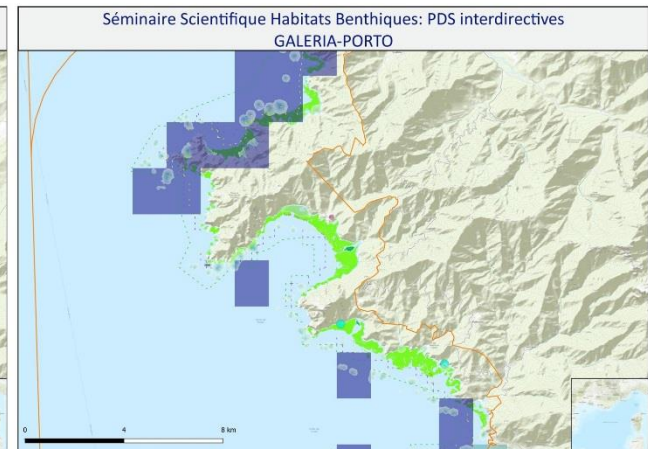 Séminaire Scientifique Habitats Benthiques: PDS interdirectives
GALERIA-PORTO
0 4 8 km